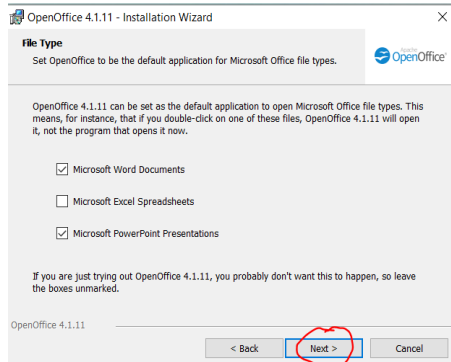 OpenOffice 4.1.11 - Installation Wizard
File Type
Set OpenOffice to be the default application for Microsoft Office file types.
Apache
OpenOffice
OpenOffice 4.1.11 can be set as the default application to open Microsoft Office file types. This
means, for instance, that if you double-click on one of these files, OpenOffice 4.1.11 will open
it, not the program that opens it now.
Microsoft Word Documents
Microsoft Excel Spreadsheets
Microsoft PowerPoint Presentations
If you are just trying out OpenOffice 4.1.11, you probably don't want this to happen, so leave
the boxes unmarked.
OpenOffice 4.1.11
< Back Next > Cancel